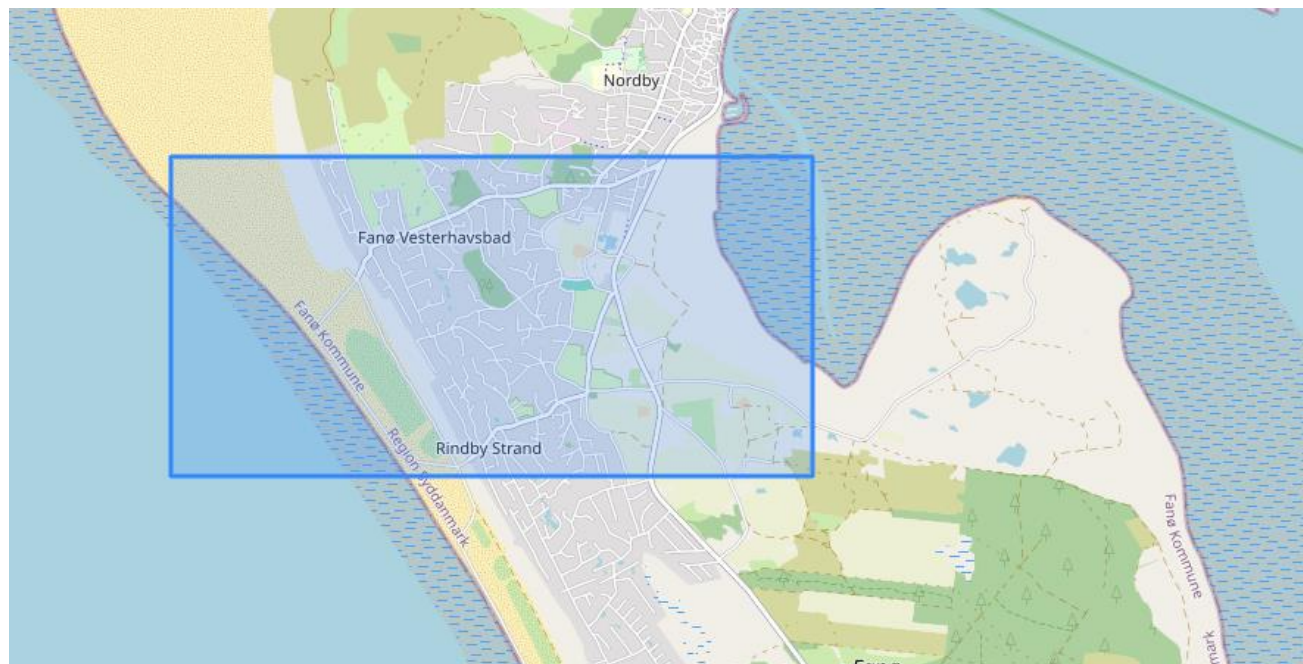 Nordby
Fanø Vesterhavsbad
Fanø Kommune
Region Syddanmark
Rindby Strand
Fanø Kommune